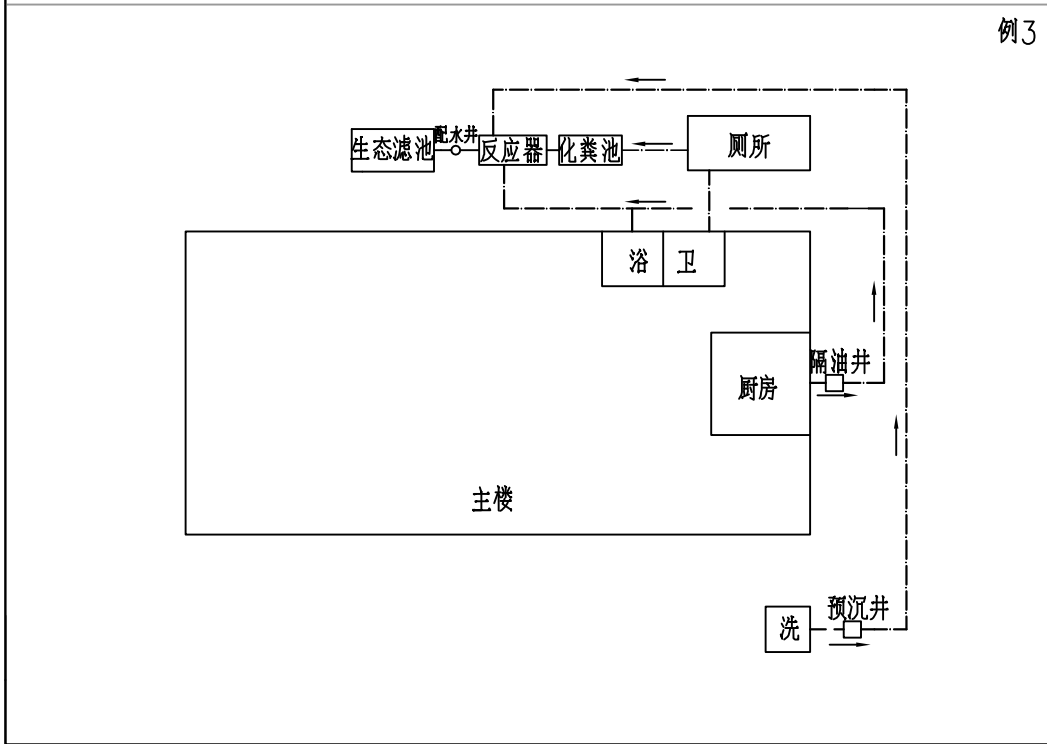 例3
配水井
生态滤池
反应器
化粪池
厕所
浴
卫
隔油井
厨房
主楼
预沉井
洗